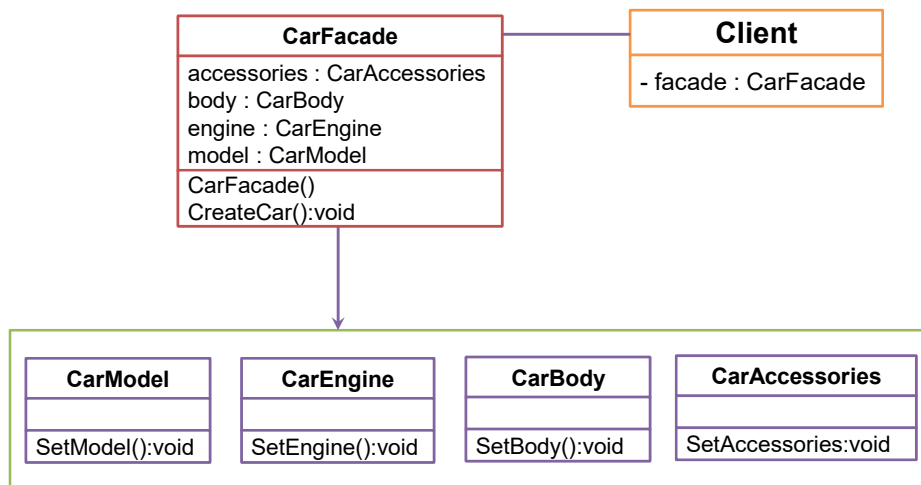 CarFacade
accessories : CarAccessories
body : CarBody
engine : CarEngine
model : CarModel
CarFacade()
CreateCar():void
Client
- facade : CarFacade
CarModel
SetModel():void
CarEngine
SetEngine():void
CarBody
SetBody():void
CarAccessories
SetAccessories:void